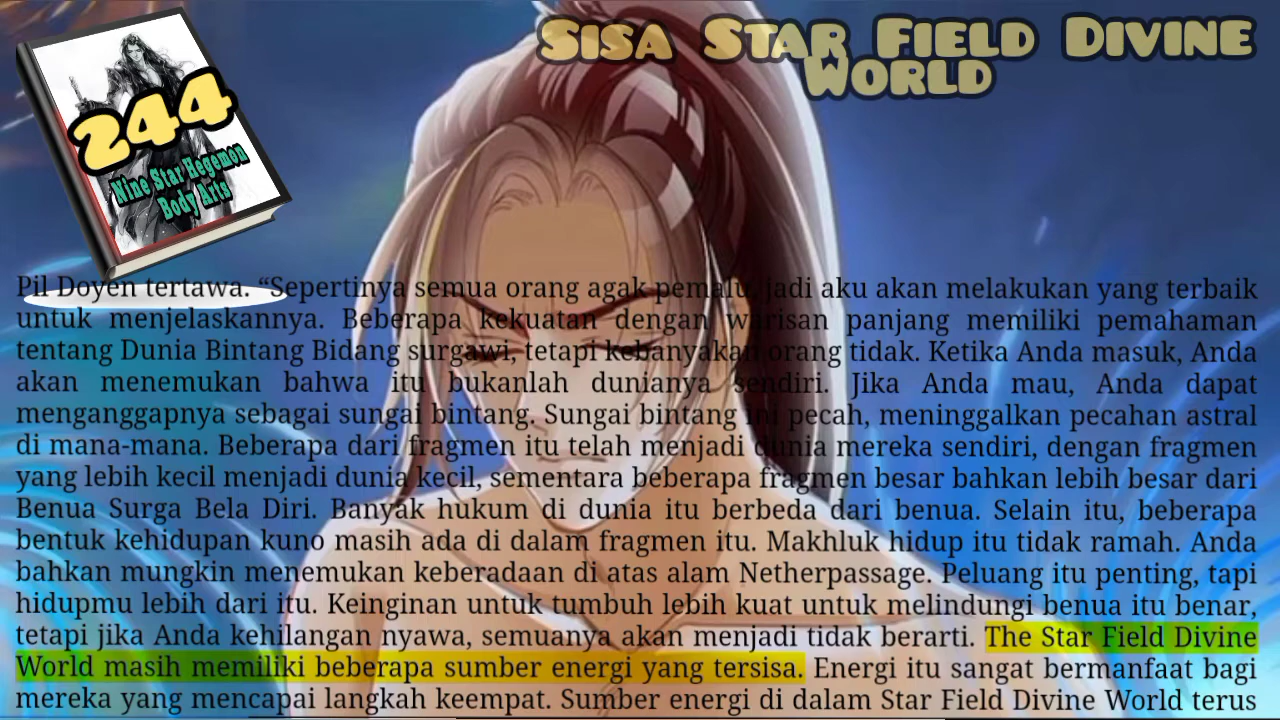 Sisa Star Field Divine
World
244
Nine Star Hegemon
Body Arts
Pil Doyen tertawa. “Sepertinya semua orang agak pemalu, jadi aku akan melakukan yang terbaik
untuk menjelaskannya. Beberapa kekuatan dengan warisan panjang memiliki pemahaman
tentang Dunia Bintang Bidang surgawi, tetapi kebanyakan orang tidak. Ketika Anda masuk, Anda
akan menemukan bahwa itu bukanlah dunianya sendiri. Jika Anda mau, Anda dapat
menganggapnya sebagai sungai bintang. Sungai bintang ini pecah, meninggalkan pecahan astral
di mana-mana. Beberapa dari fragmen itu telah menjadi dunia mereka sendiri, dengan fragmen
yang lebih kecil menjadi dunia kecil, sementara beberapa fragmen besar bahkan lebih besar dari
Benua Surga Bela Diri. Banyak hukum di dunia itu berbeda dari benua. Selain itu, beberapa
bentuk kehidupan kuno masih ada di dalam fragmen itu. Makhluk hidup itu tidak ramah. Anda
bahkan mungkin menemukan keberadaan di atas alam Netherpassage. Peluang itu penting, tapi
hidupmu lebih dari itu. Keinginan untuk tumbuh lebih kuat untuk melindungi benua itu benar,
tetapi jika Anda kehilangan nyawa, semuanya akan menjadi tidak berarti. The Star Field Divine
World masih memiliki beberapa sumber energi yang tersisa. Energi itu sangat bermanfaat bagi
mereka yang mencapai langkah keempat. Sumber energi di dalam Star Field Divine World terus